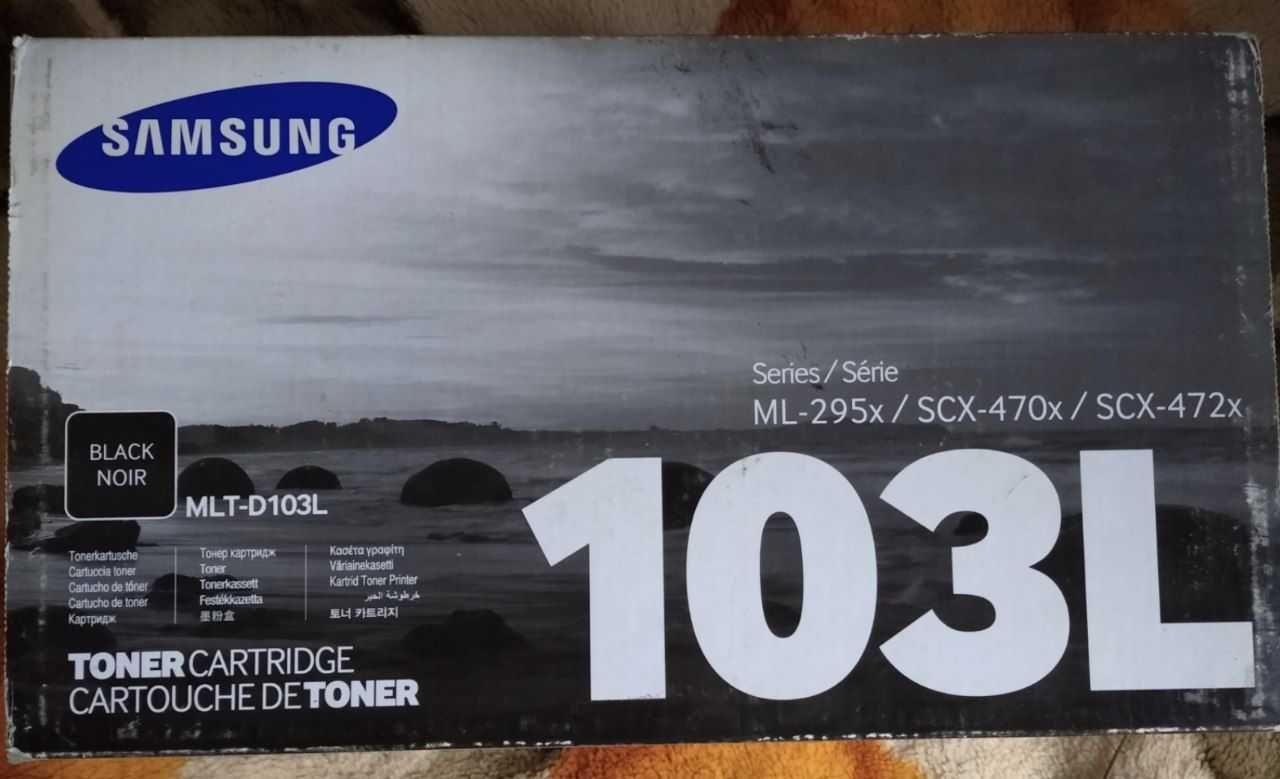 SAMSUNG
Series/Série
ML-295x / SCX-470x / SCX-472x
103L
BLACK
NOIR
MLT-D103L
Tonerkartusche
Cartuccia toner
Cartucho de tóner
Cartucho de toner
Картридж
Тонер картридж
Toner
Tonerkassett
Festékkazetta
墨粉盒
Κασέτα γραφίτη
Väriainekasetti
Kartrid Toner Printer
خرطوشة الحبر
토너 카트리지
TONER CARTRIDGE
CARTOUCHE DE TONER